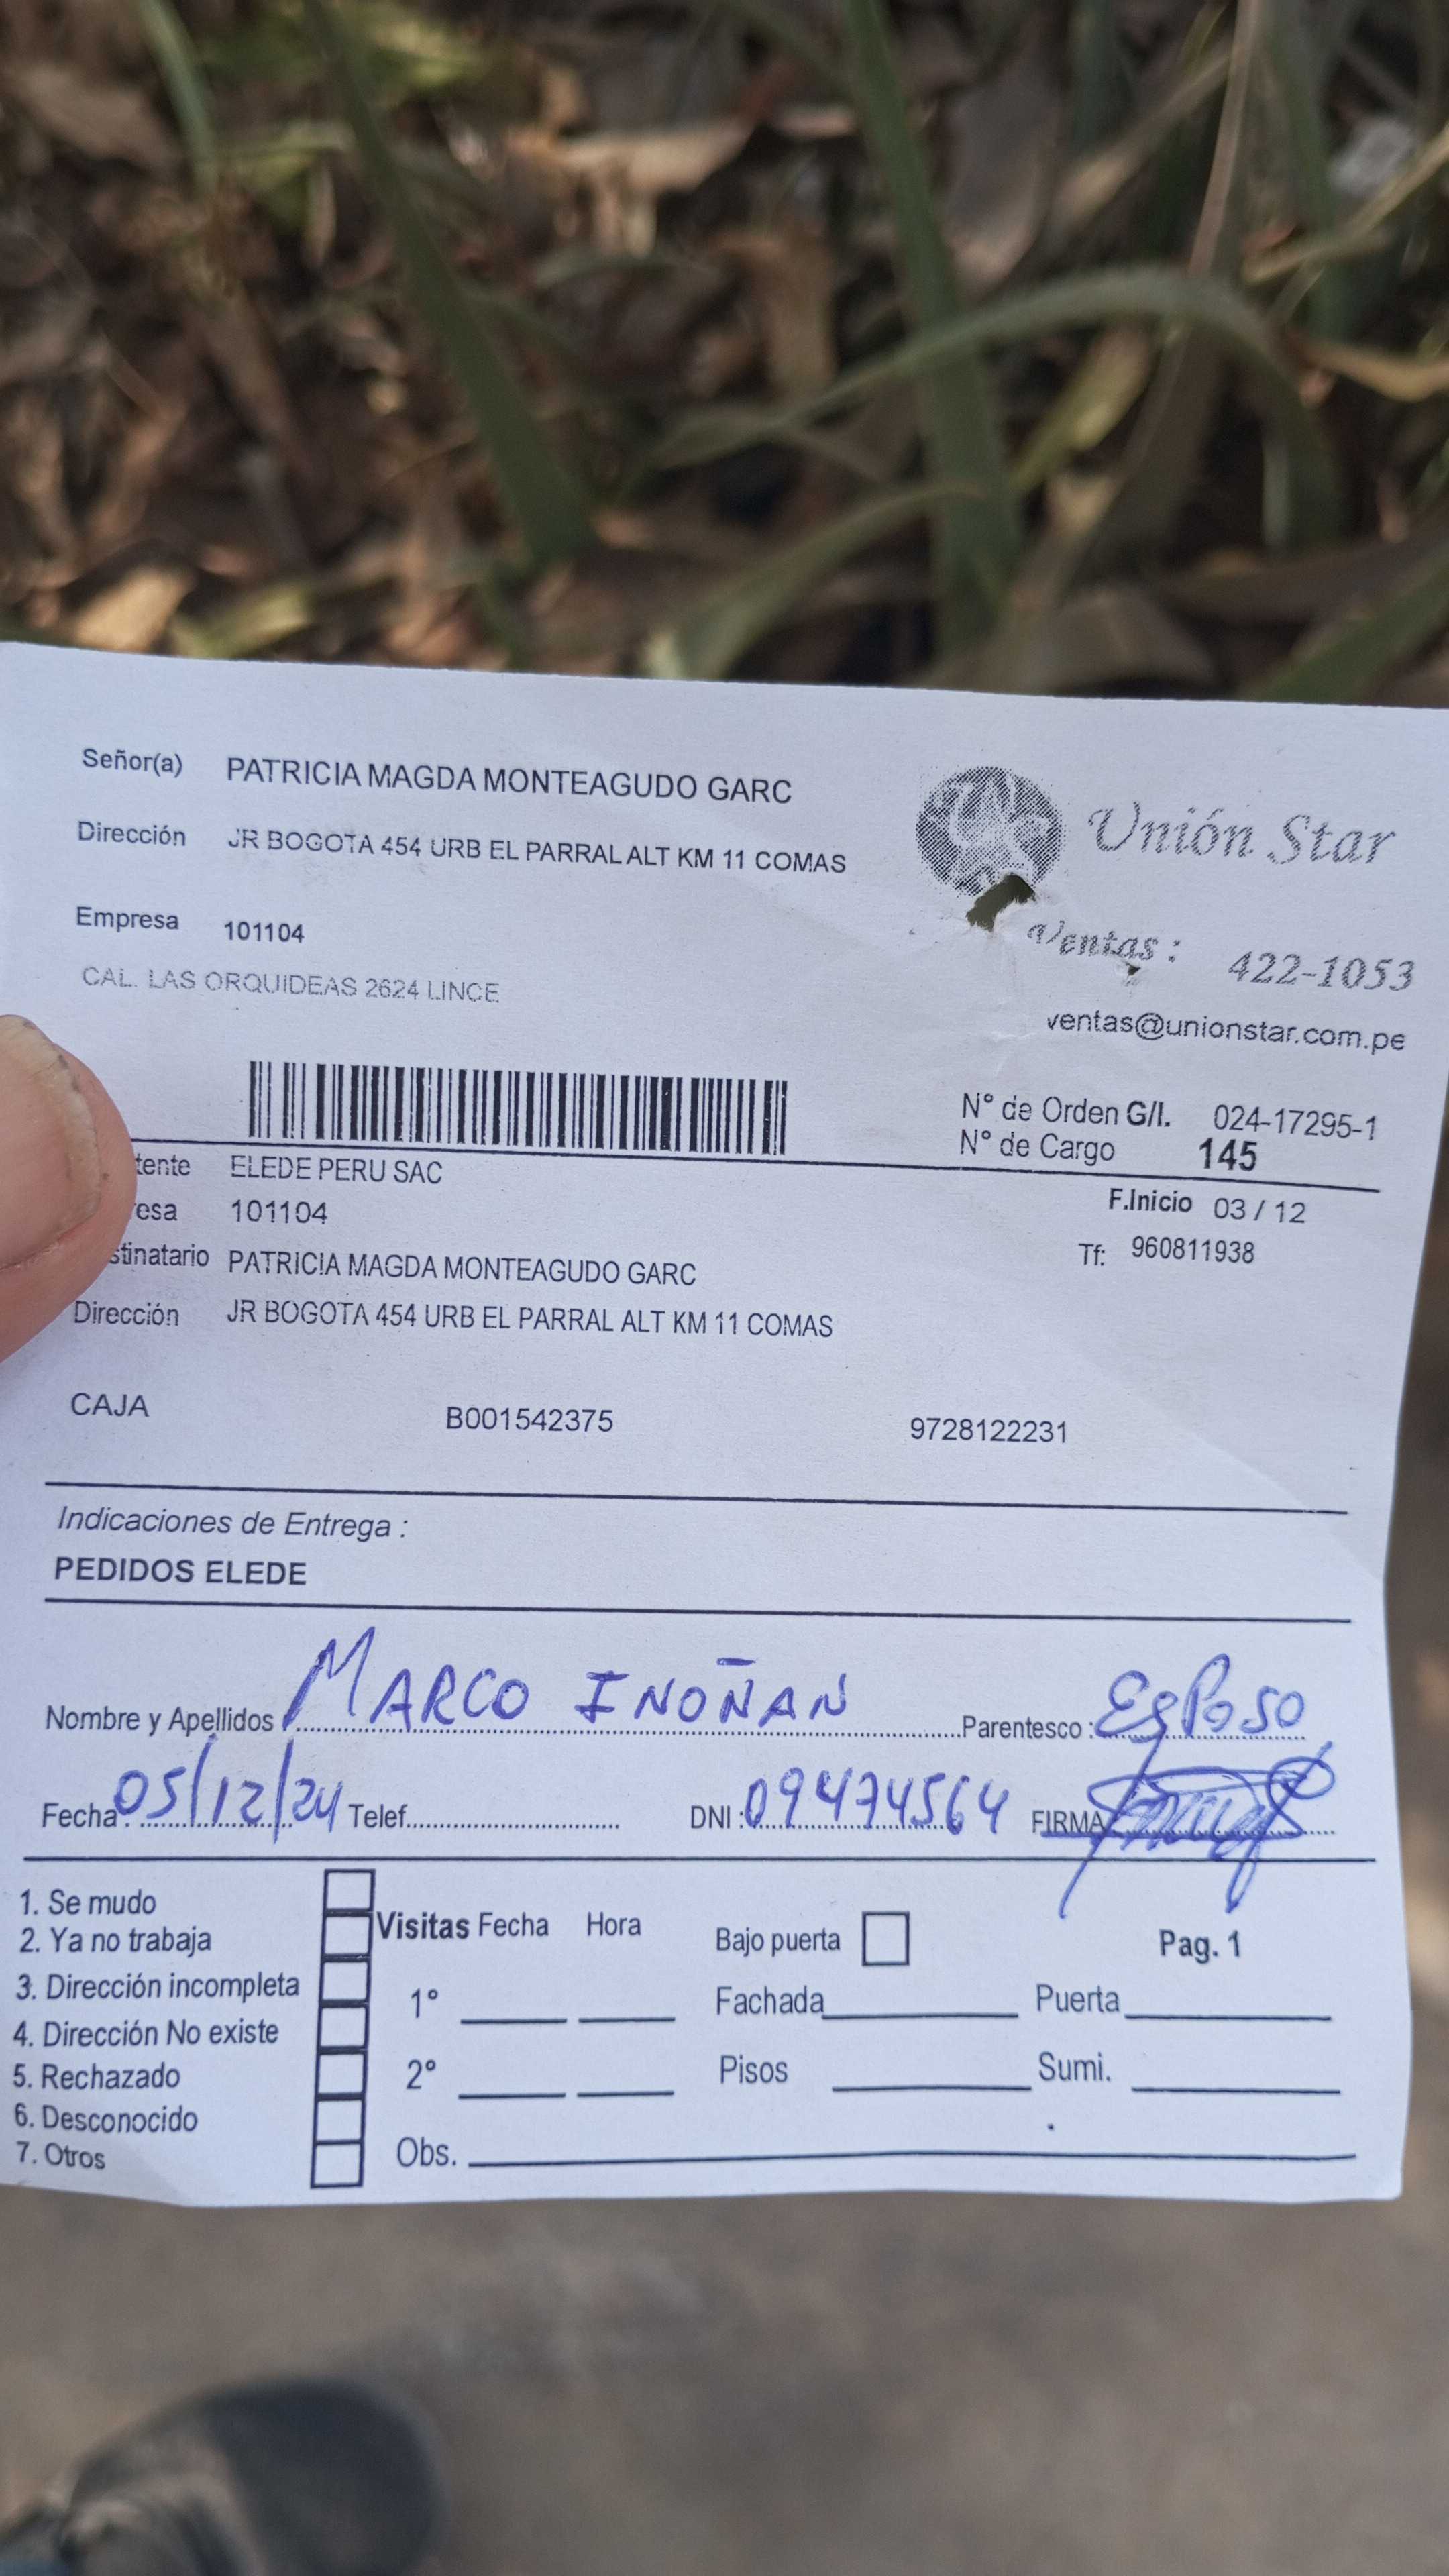 Señor(a) PATRICIA MAGDA MONTEAGUDO GARC
Dirección JR BOGOTA 454 URB EL PARRAL ALT KM 11 COMAS
Empresa 101104
CAL. LAS ORQUIDEAS 2624 LINCE
Unión Star
Ventas : 422-1053
ventas@unionstar.com.pe
N° de Orden G/I. 024-17295-1
N° de Cargo 145
tente ELEDE PERU SAC
F.Inicio 03 / 12
esa 101104
Tf: 960811938
stinatario PATRICIA MAGDA MONTEAGUDO GARC
Dirección JR BOGOTA 454 URB EL PARRAL ALT KM 11 COMAS
CAJA B001542375 9728122231
Indicaciones de Entrega :
PEDIDOS ELEDE
Nombre y Apellidos MARCO INOÑAN Parentesco : ESPOSO
Fecha : 05/12/24 Telef. DNI : 09474564 FIRMA
1. Se mudo
2. Ya no trabaja
3. Dirección incompleta
4. Dirección No existe
5. Rechazado
6. Desconocido
7. Otros
Visitas Fecha Hora
1°
2°
Obs.
Bajo puerta
Pag. 1
Fachada Puerta
Pisos Sumi.